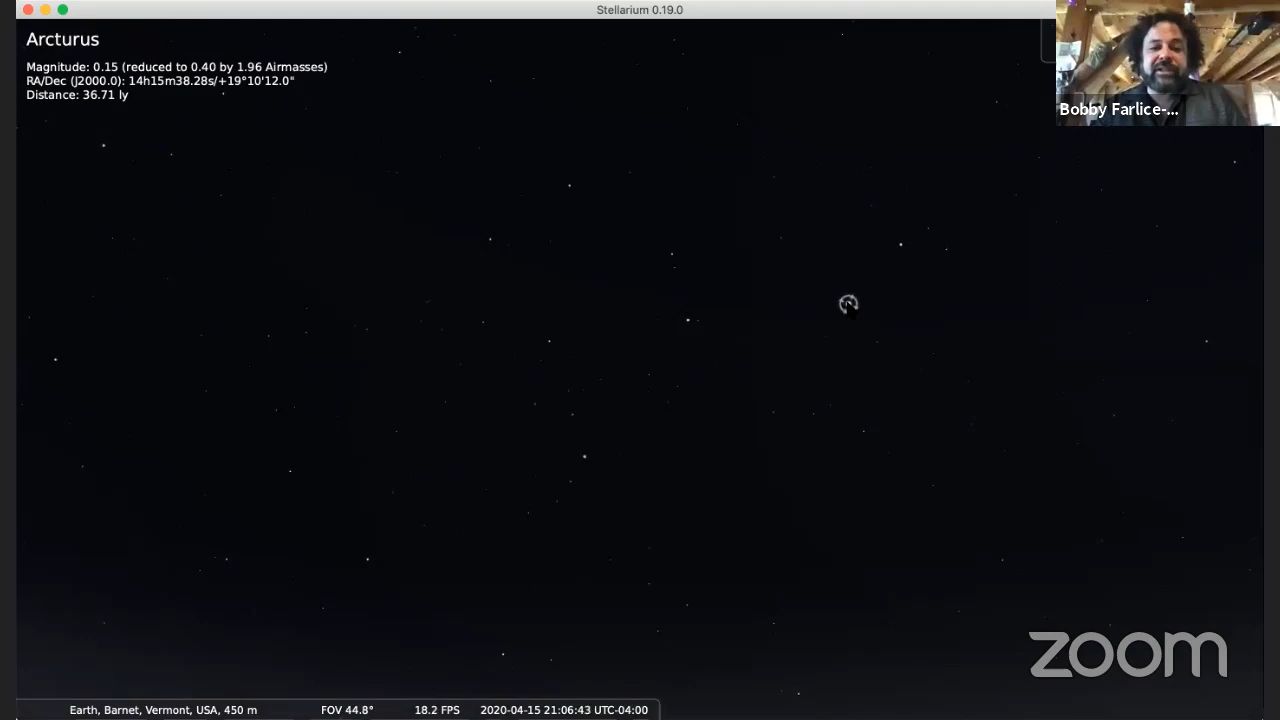 Stellarium 0.19.0
Arcturus
Magnitude: 0.15 (reduced to 0.40 by 1.96 Airmasses)
RA/Dec (J2000.0): 14h15m38.28s/+19°10'12.0"
Distance: 36.71 ly
Bobby Farlice-...
zoom
Earth, Barnet, Vermont, USA, 450 m FOV 44.8° 18.2 FPS 2020-04-15 21:06:43 UTC-04:00